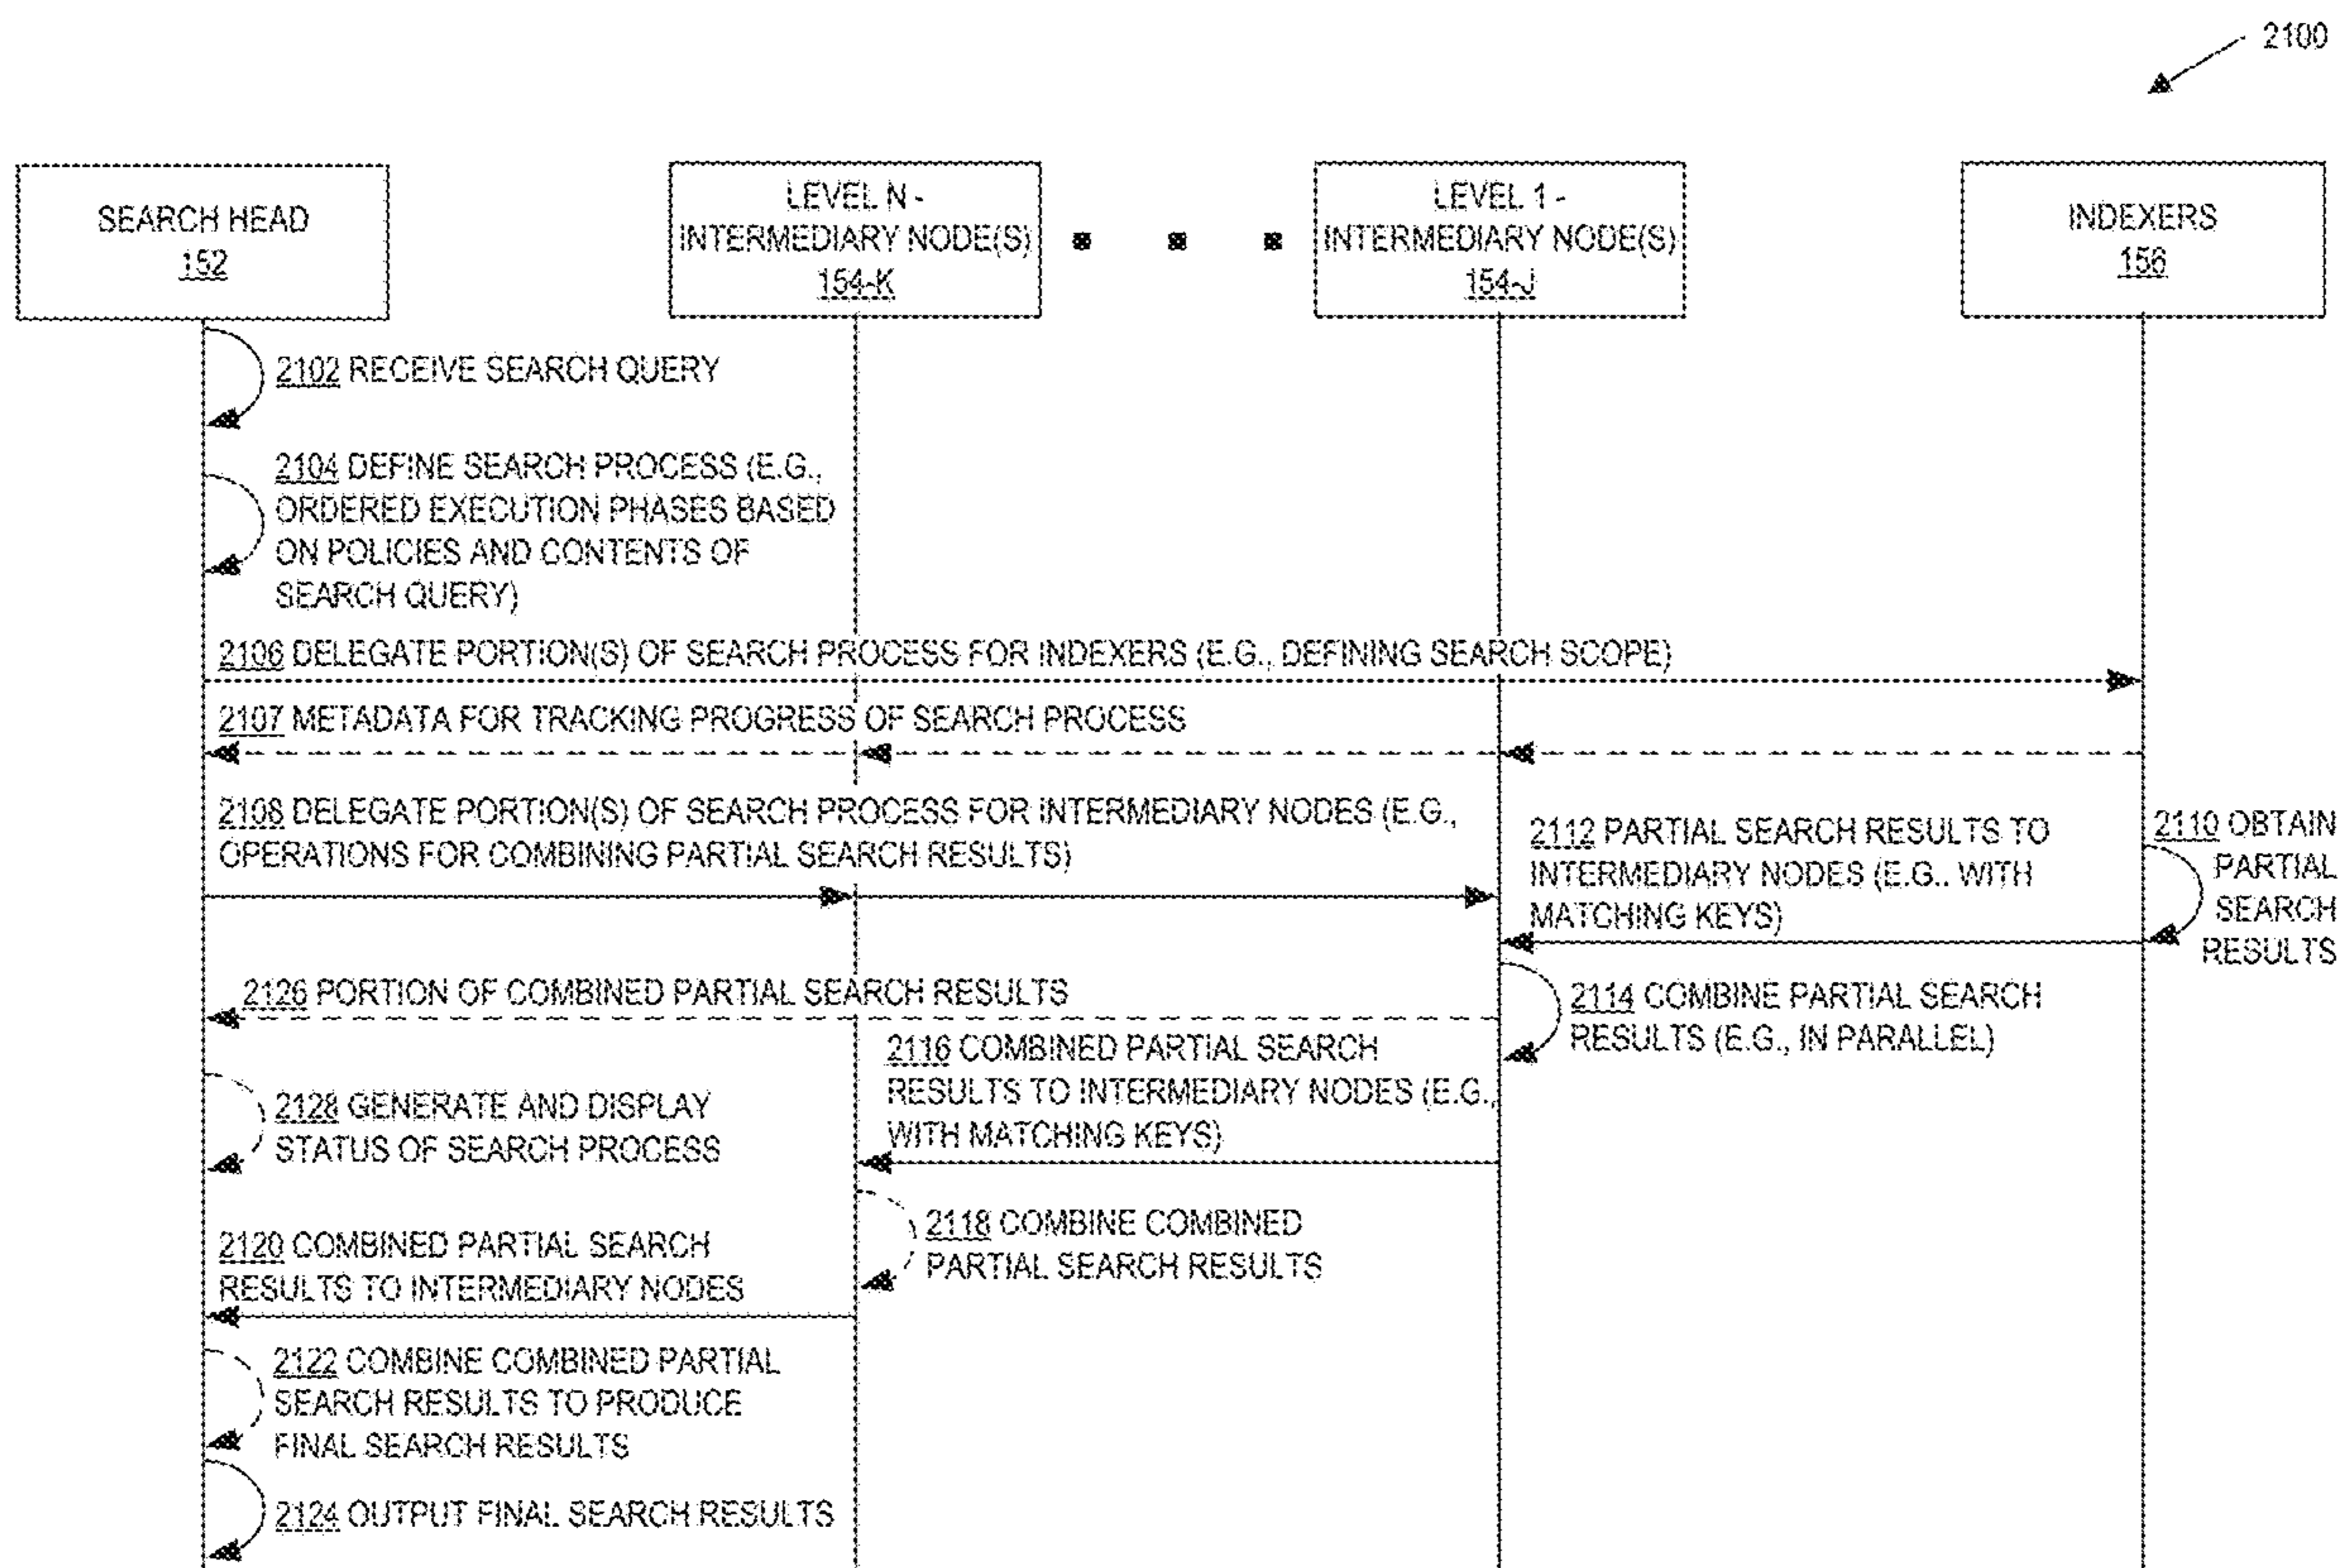 2100
SEARCH HEAD
152
LEVEL N -
INTERMEDIARY NODE(S)
154-K
LEVEL 1 -
INTERMEDIARY NODE(S)
154-J
INDEXERS
156
2102 RECEIVE SEARCH QUERY
2104 DEFINE SEARCH PROCESS (E.G.,
ORDERED EXECUTION PHASES BASED
ON POLICIES AND CONTENTS OF
SEARCH QUERY)
2106 DELEGATE PORTION(S) OF SEARCH PROCESS FOR INDEXERS (E.G., DEFINING SEARCH SCOPE)
2107 METADATA FOR TRACKING PROGRESS OF SEARCH PROCESS
2108 DELEGATE PORTION(S) OF SEARCH PROCESS FOR INTERMEDIARY NODES (E.G.,
OPERATIONS FOR COMBINING PARTIAL SEARCH RESULTS)
2112 PARTIAL SEARCH RESULTS TO
INTERMEDIARY NODES (E.G.. WITH
MATCHING KEYS)
2110 OBTAIN
PARTIAL
SEARCH
RESULTS
2126 PORTION OF COMBINED PARTIAL SEARCH RESULTS
2114 COMBINE PARTIAL SEARCH
RESULTS (E.G., IN PARALLEL)
2116 COMBINED PARTIAL SEARCH
RESULTS TO INTERMEDIARY NODES (E.G.,
WITH MATCHING KEYS)
2128 GENERATE AND DISPLAY
STATUS OF SEARCH PROCESS
2118 COMBINE COMBINED
PARTIAL SEARCH RESULTS
2120 COMBINED PARTIAL SEARCH
RESULTS TO INTERMEDIARY NODES
2122 COMBINE COMBINED PARTIAL
SEARCH RESULTS TO PRODUCE
FINAL SEARCH RESULTS
2124 OUTPUT FINAL SEARCH RESULTS